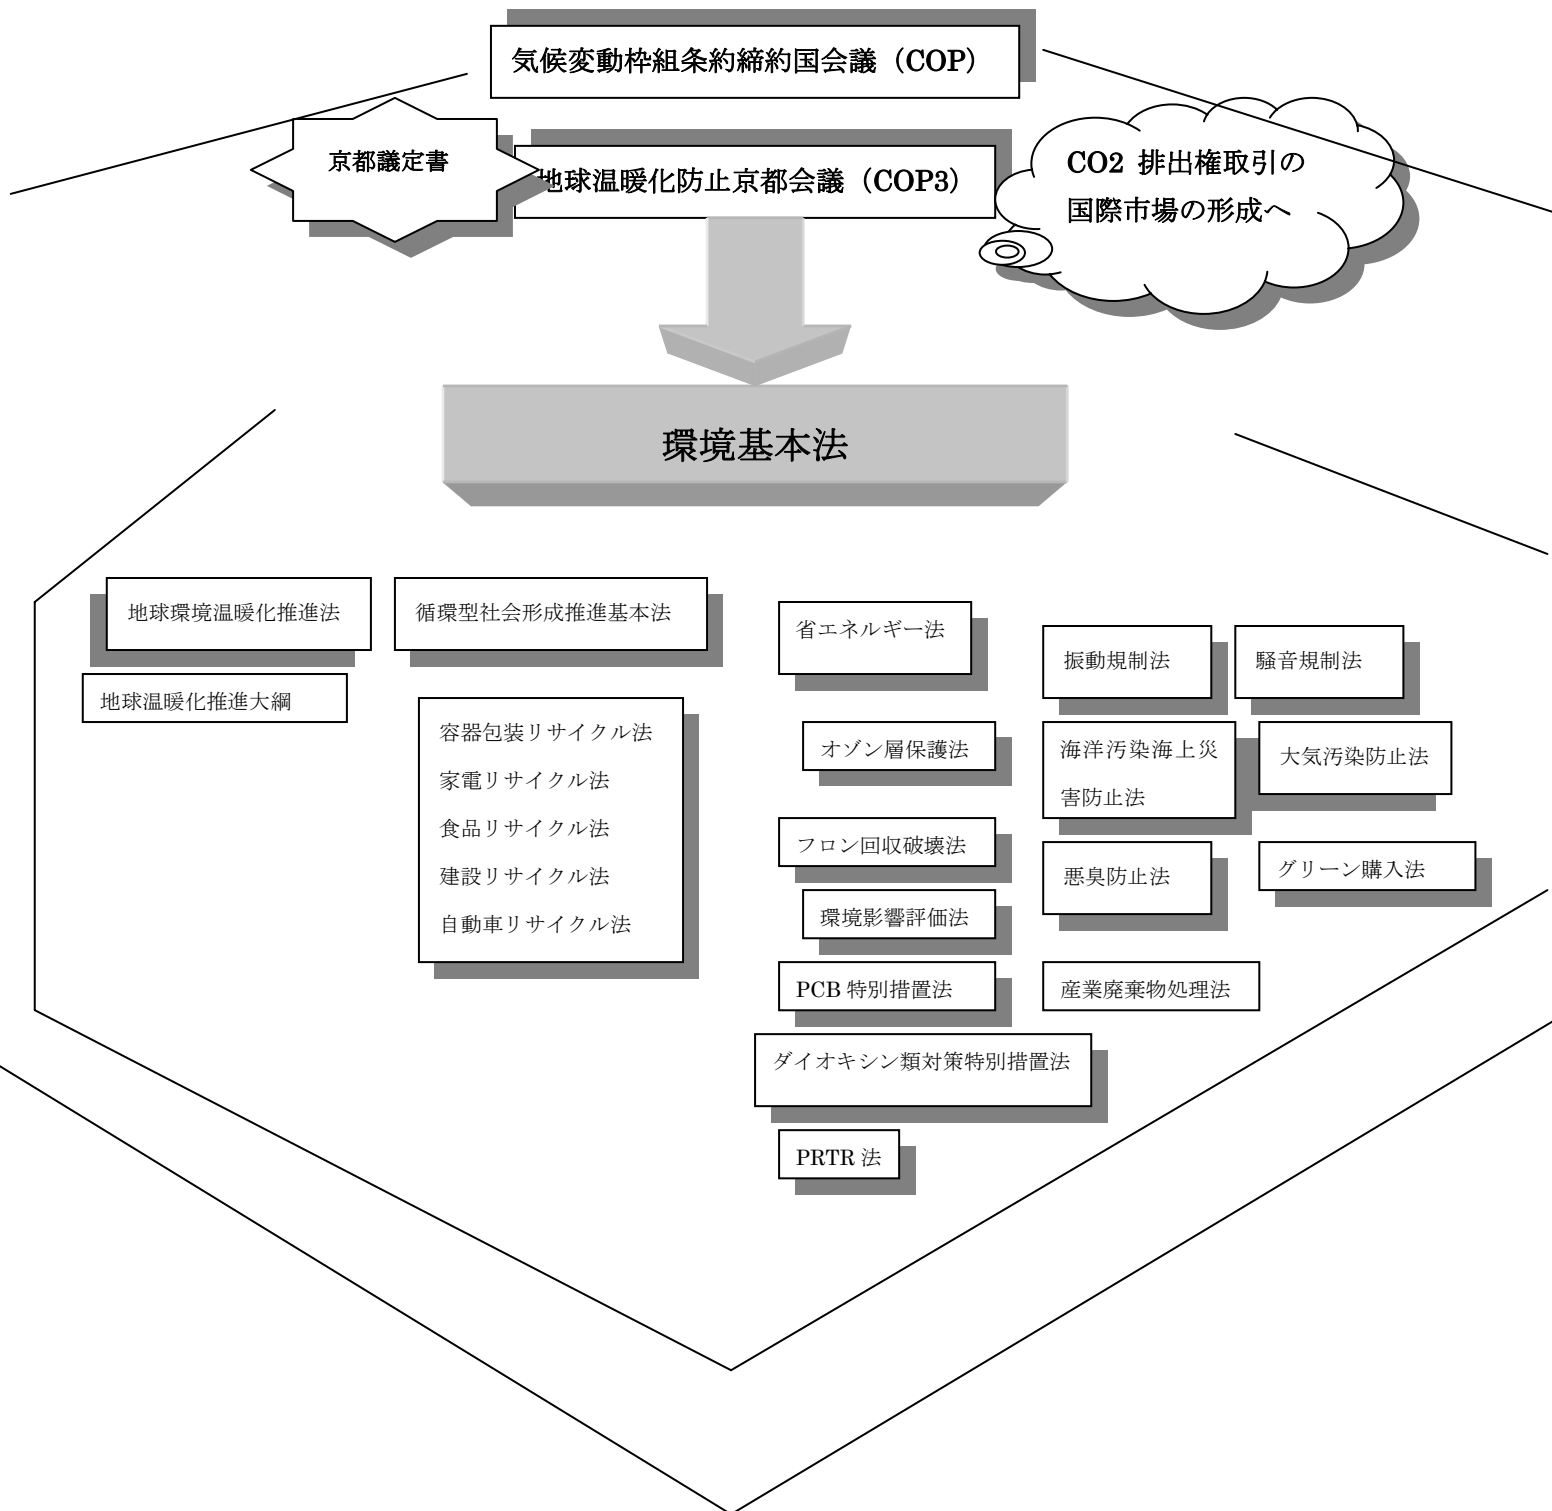 気候変動枠組条約締約国会議（COP）
京都議定書
地球温暖化防止京都会議（COP3）
CO2 排出権取引の
国際市場の形成へ
環境基本法
地球環境温暖化推進法
循環型社会形成推進基本法
地球温暖化推進大綱
容器包装リサイクル法
家電リサイクル法
食品リサイクル法
建設リサイクル法
自動車リサイクル法
省エネルギー法
オゾン層保護法
フロン回収破壊法
環境影響評価法
PCB 特別措置法
ダイオキシン類対策特別措置法
PRTR 法
振動規制法
騒音規制法
海洋汚染海上災
害防止法
大気汚染防止法
悪臭防止法
グリーン購入法
産業廃棄物処理法